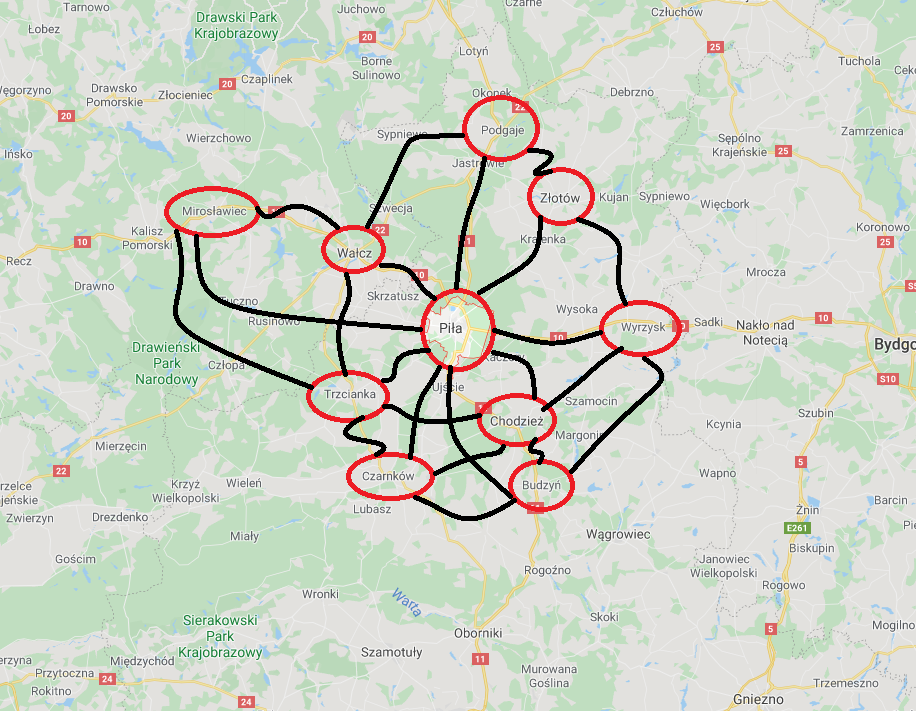 Tarnowo
Łobez
Drawski Park
Krajobrazowy
Juchowo
Czarne
Człuchów
20
25
Lotyń
Borne
Sulinowo
Czaplinek
20
Drawsko
Pomorskie
Złocieniec
Okonek
22
Debrzno
Tuchola
20
Wierzchowo
Sypniewo
Podgaje
Sępólno
Krajeńskie
25
Zamrzenica
Ińsko
Jastrowie
Złotów
Kujan
Sypniewo
Więcbork
Mirosławiec
Szwecja
22
Koronowo
25
Kalisz
Pomorski
10
Wałcz
Krajenka
Recz
10
Mrocza
Tuczno
Skrzatusz
Wysoka
Rusinowo
Piła
10
Wyrzysk
Sadki
10
Nakło nad
Notecią
Bydgo
Drawieński
Park
Narodowy
Człopa
Kaczory
S10
Ujście
Trzcianka
Szamocin
Chodzież
Szubin
Kcynia
Margonin
Mierzęcin
22
Krzyż
Wielkopolski
Wieleń
Czarnków
Budzyń
5
Wapno
Barcin
Drezdenko
Zwierzyn
Lubasz
Żnin
E261
Miały
Wągrowiec
Gościm
Rogoźno
Janowiec
Wielkopolski
Biskupin
Rogowo
Wronki
Warta
Skoki
Sierakowski
Park
Krajobrazowy
Oborniki
5
Mogilno
Międzychód
Szamotuły
11
Przytoczna
24
Rokitno
Murowana
Goślina
Trzemeszno
24
Gniezno